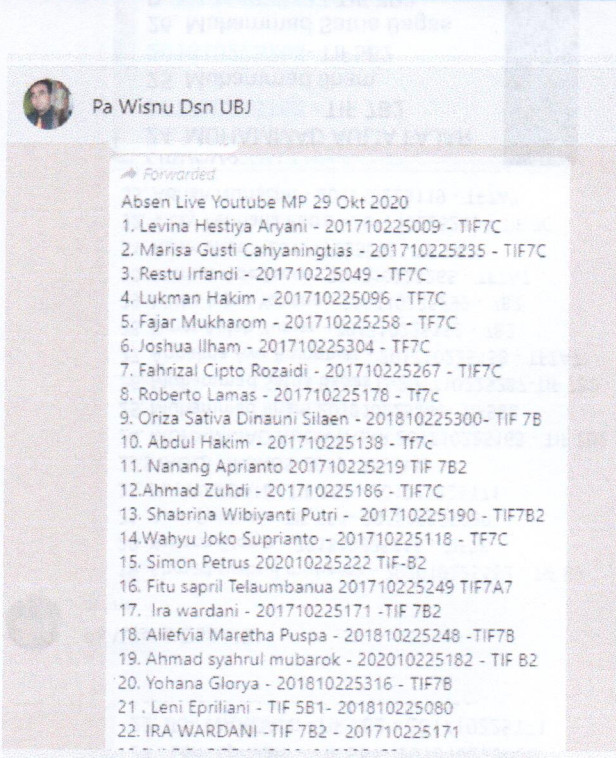 Pa Wisnu Dsn UBJ
Forwarded
Absen Live Youtube MP 29 Okt 2020
1. Levina Hestiya Aryani - 201710225009 -TIF7C
2. Marisa Gusti Cahyaningtias - 201710225235 - TIF7C
3. Restu Irfandi - 201710225049 - TF7C
4. Lukman Hakim - 201710225096 - TF7C
5. Fajar Mukharom - 201710225258 - TF7C
6. Joshua Ilham - 201710225304 - TF7C
7. Fahrizal Cipto Rozaidi - 201710225267 - TIF7C
8. Roberto Lamas - 201710225178 - Tf7c
9. Oriza Sativa Dinauni Silaen - 201810225300- TIF 7B
10. Abdul Hakim - 201710225138 - Tf7c
11. Nanang Aprianto 201710225219 TIF 7B2
12.Ahmad Zuhdi - 201710225186 - TIF7C
13. Shabrina Wibiyanti Putri - 201710225190 - TIF7B2
14.Wahyu Joko Suprianto - 201710225118 - TF7C
15. Simon Petrus 202010225222 TIF-B2
16. Fitu sapril Telaumbanua 201710225249 TIF7A7
17. Ira wardani - 201710225171 -TIF 7B2
18. Aliefvia Maretha Puspa - 201810225248 -TIF7B
19. Ahmad syahrul mubarok - 202010225182 - TIF B2
20. Yohana Glorya - 201810225316 - TIF7B
21 . Leni Epriliani - TIF 5B1- 201810225080
22. IRA WARDANI -TIF 7B2 - 201710225171